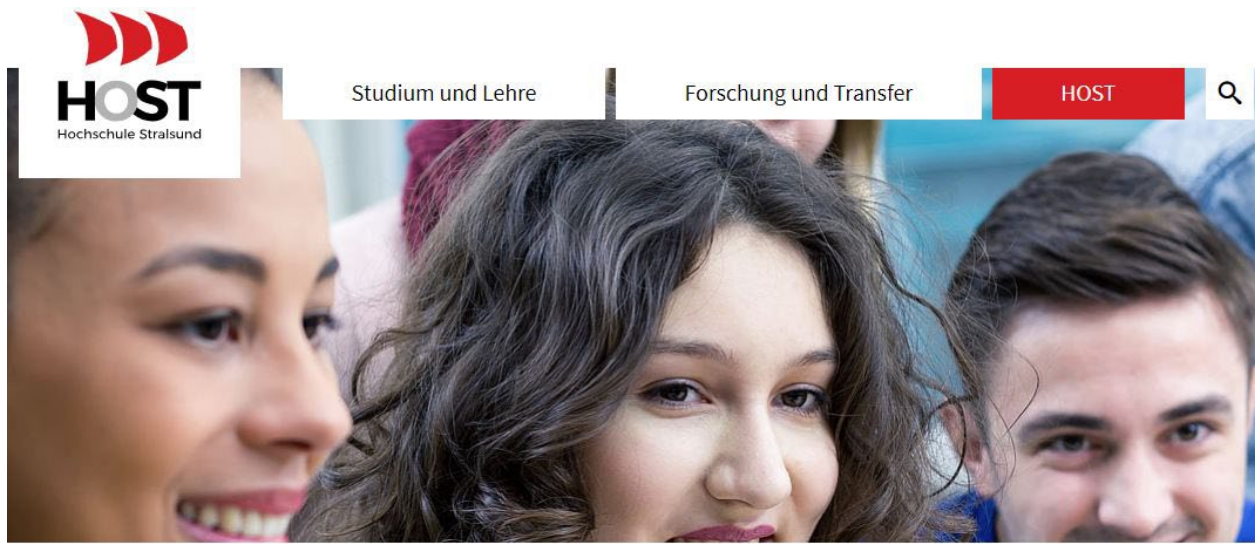 HOST
Hochschule Stralsund
Studium und Lehre
Forschung und Transfer
HOST